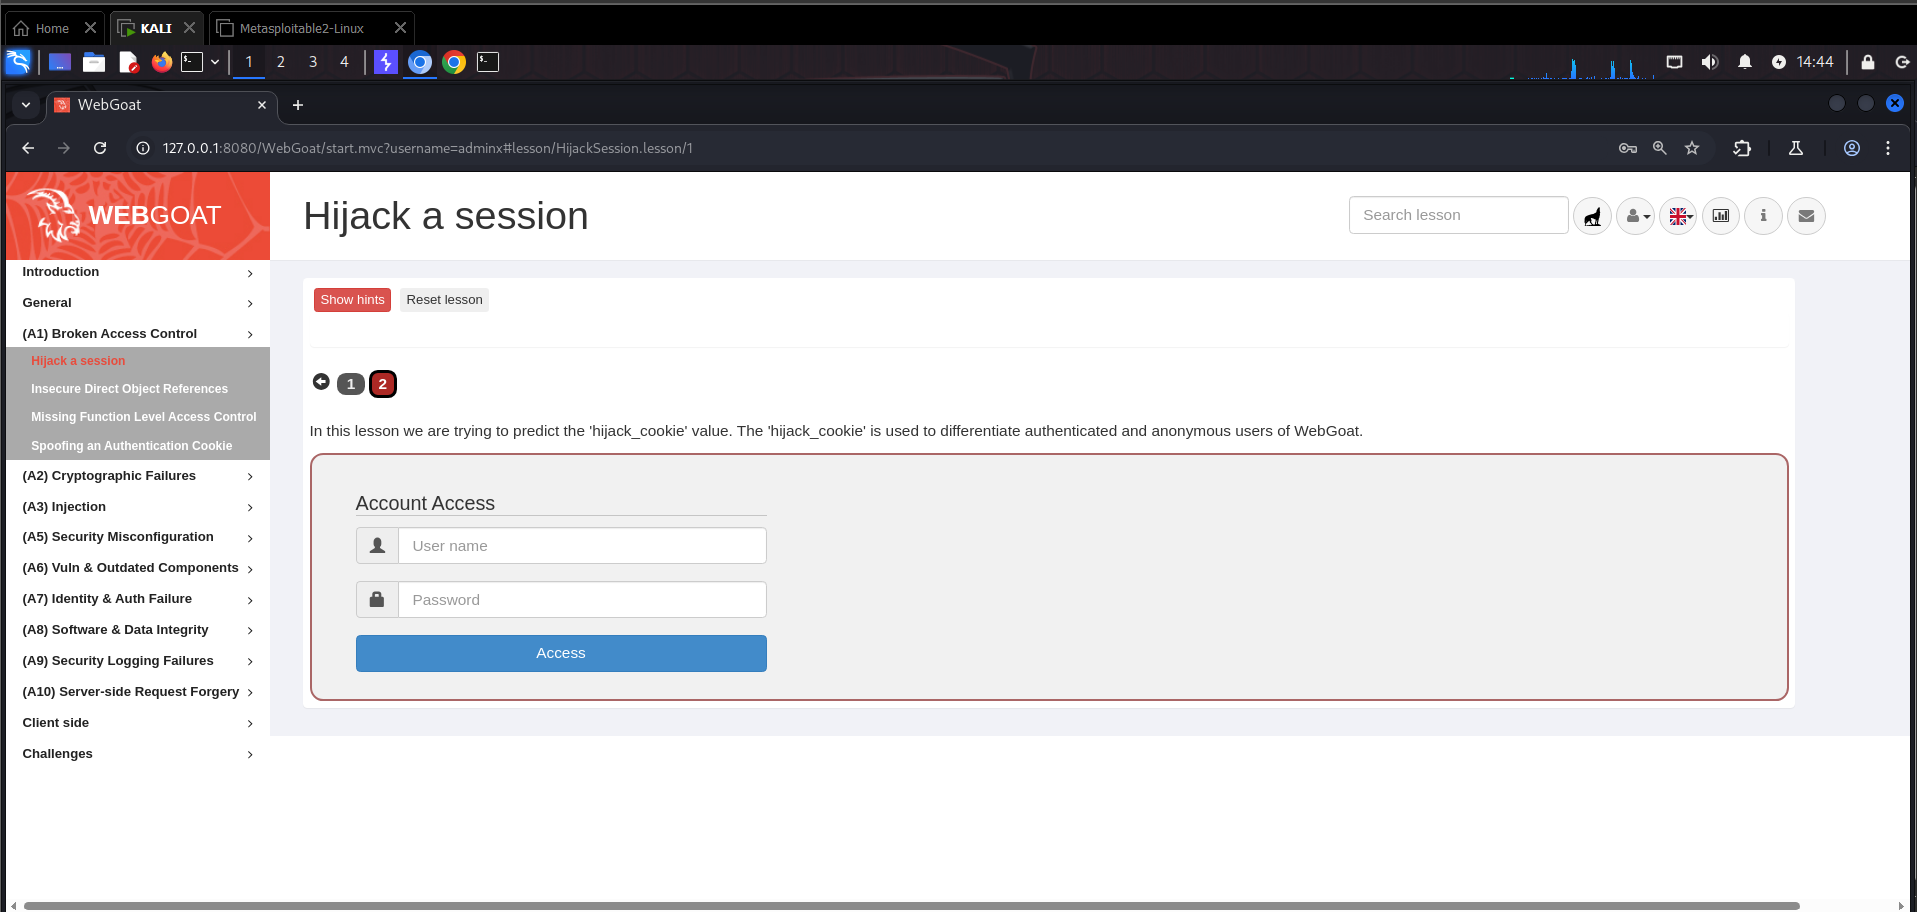 Home
KALI
Metasploitable2-Linux
1 2 3 4
14:44
WebGoat
127.0.0.1:8080/WebGoat/start.mvc?username=adminx#lesson/HijackSession.lesson/1
WEBGOAT
Hijack a session
Search lesson
Introduction
General
(A1) Broken Access Control
Hijack a session
Insecure Direct Object References
Missing Function Level Access Control
Spoofing an Authentication Cookie
(A2) Cryptographic Failures
(A3) Injection
(A5) Security Misconfiguration
(A6) Vuln & Outdated Components
(A7) Identity & Auth Failure
(A8) Software & Data Integrity
(A9) Security Logging Failures
(A10) Server-side Request Forgery
Client side
Challenges
Show hints
Reset lesson
1 2
In this lesson we are trying to predict the 'hijack_cookie' value. The 'hijack_cookie' is used to differentiate authenticated and anonymous users of WebGoat.
Account Access
User name
Password
Access